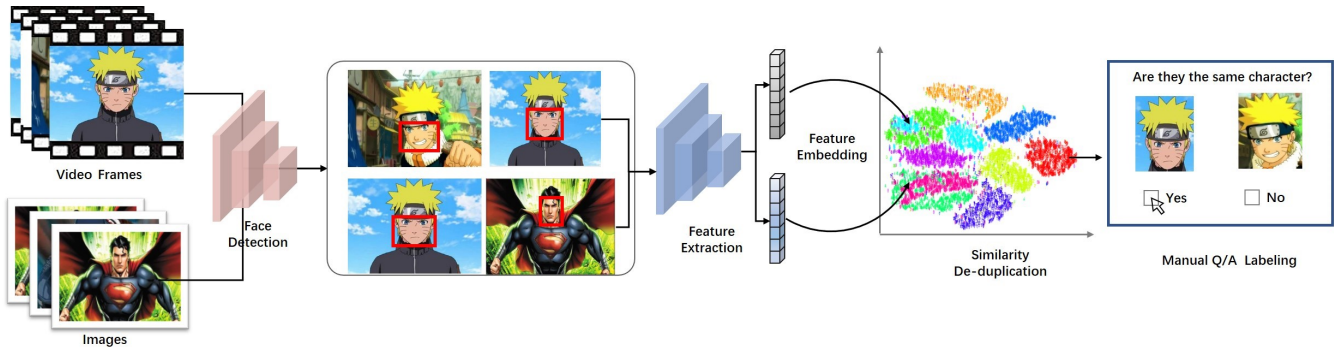 Video Frames
Images
Face
Detection
Feature
Extraction
Feature
Embedding
Similarity
De-duplication
Are they the same character?
Yes
No
Manual Q/A Labeling